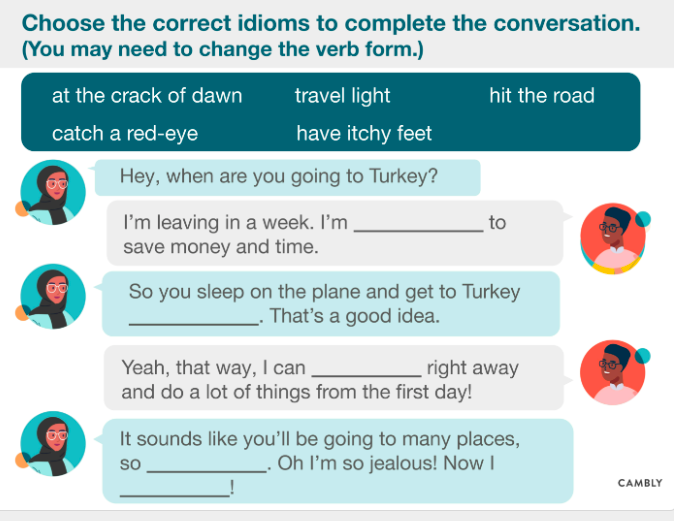 Choose the correct idioms to complete the conversation.
(You may need to change the verb form.)
at the crack of dawn travel light hit the road
catch a red-eye have itchy feet
Hey, when are you going to Turkey?
I'm leaving in a week. I'm ____________ to
save money and time.
So you sleep on the plane and get to Turkey
____________. That's a good idea.
Yeah, that way, I can __________ right away
and do a lot of things from the first day!
It sounds like you'll be going to many places,
so ___________. Oh I'm so jealous! Now I
__________!
CAMBLY